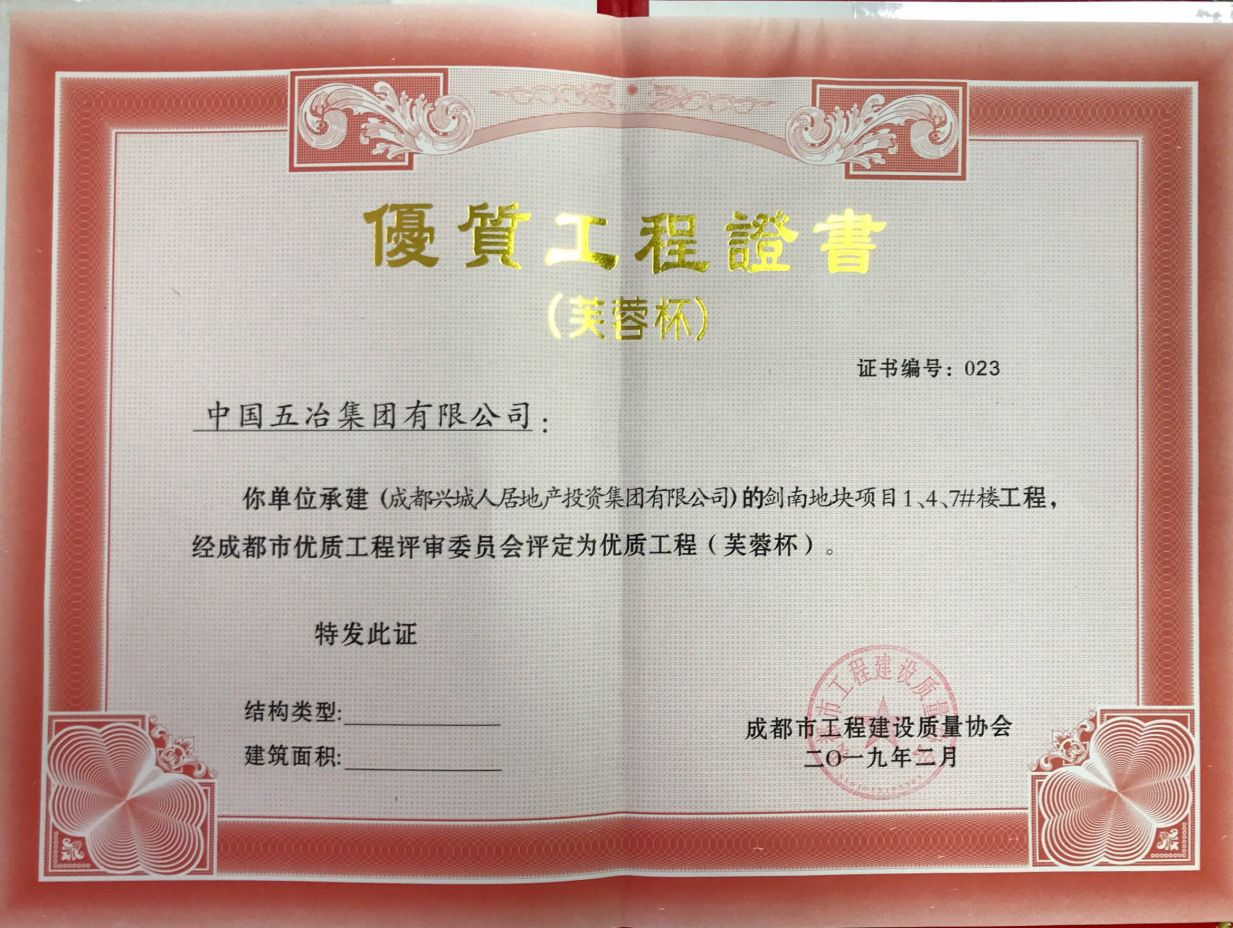 優質工程證書
(芙蓉杯)
证书编号：023
中国五冶集团有限公司：
你单位承建（成都兴城人居地产投资集团有限公司）的剑南地块项目1、4、7#楼工程，
经成都市优质工程评审委员会评定为优质工程（芙蓉杯）。
特发此证
结构类型:
建筑面积:
成都市工程建设质量协会
二〇一九年二月